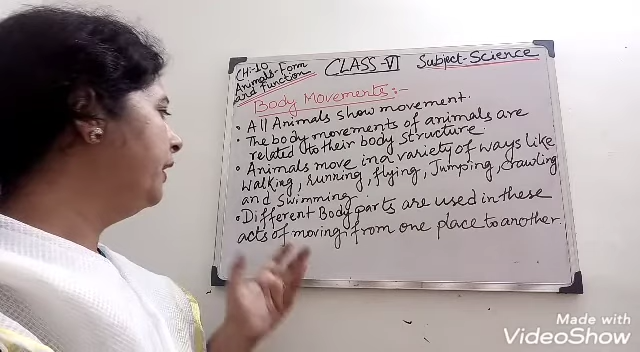 CH-10
Animals-Form
and Function
CLASS-VI
Subject-Science
Body Movements:-
• All Animals show movement.
• The body movements of animals are
related to their body structure.
• Animals move in a variety of ways like
walking, running, flying, Jumping, crawling
and swimming.
• Different Body parts are used in these
acts of moving from one place to another
Made with
VideoShow